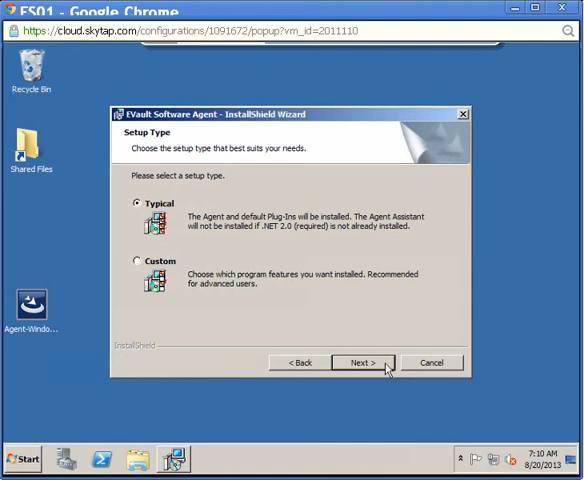 FS01 - Google Chrome
https://cloud.skytap.com/configurations/1091672/popup?vm_id=2011110
Recycle Bin
Shared Files
Agent-Windo...
EVault Software Agent - InstallShield Wizard
Setup Type
Choose the setup type that best suits your needs.
Please select a setup type.
Typical
The Agent and default Plug-Ins will be installed. The Agent Assistant
will not be installed if .NET 2.0 (required) is not already installed.
Custom
Choose which program features you want installed. Recommended
for advanced users.
InstallShield
< Back
Next >
Cancel
Start
7:10 AM
8/20/2013